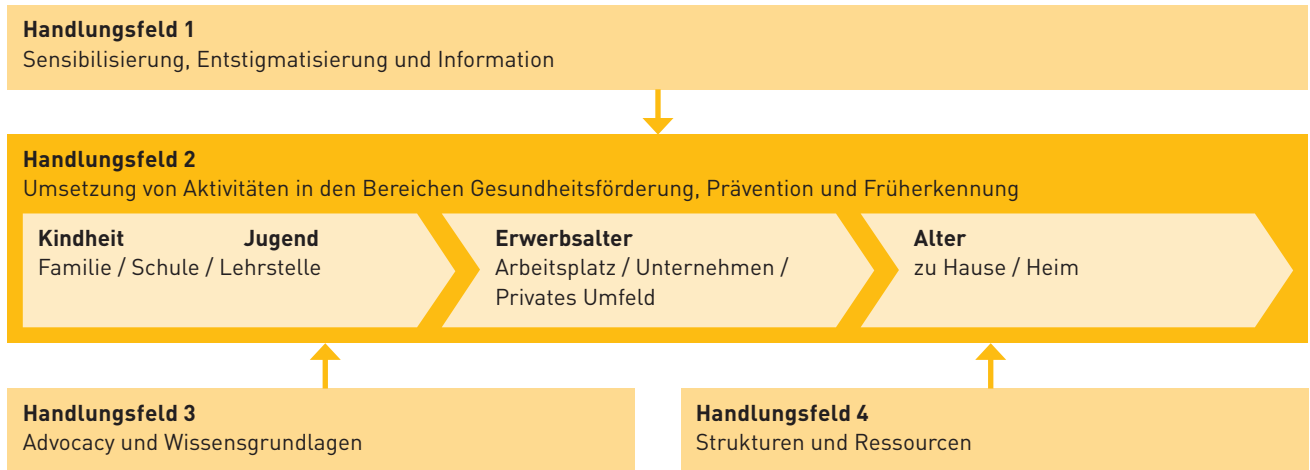 Handlungsfeld 1
Sensibilisierung, Entstigmatisierung und Information
Handlungsfeld 2
Umsetzung von Aktivitäten in den Bereichen Gesundheitsförderung, Prävention und Früherkennung
Kindheit Jugend
Familie / Schule / Lehrstelle
Erwerbsalter
Arbeitsplatz / Unternehmen /
Privates Umfeld
Alter
zu Hause / Heim
Handlungsfeld 3
Advocacy und Wissensgrundlagen
Handlungsfeld 4
Strukturen und Ressourcen